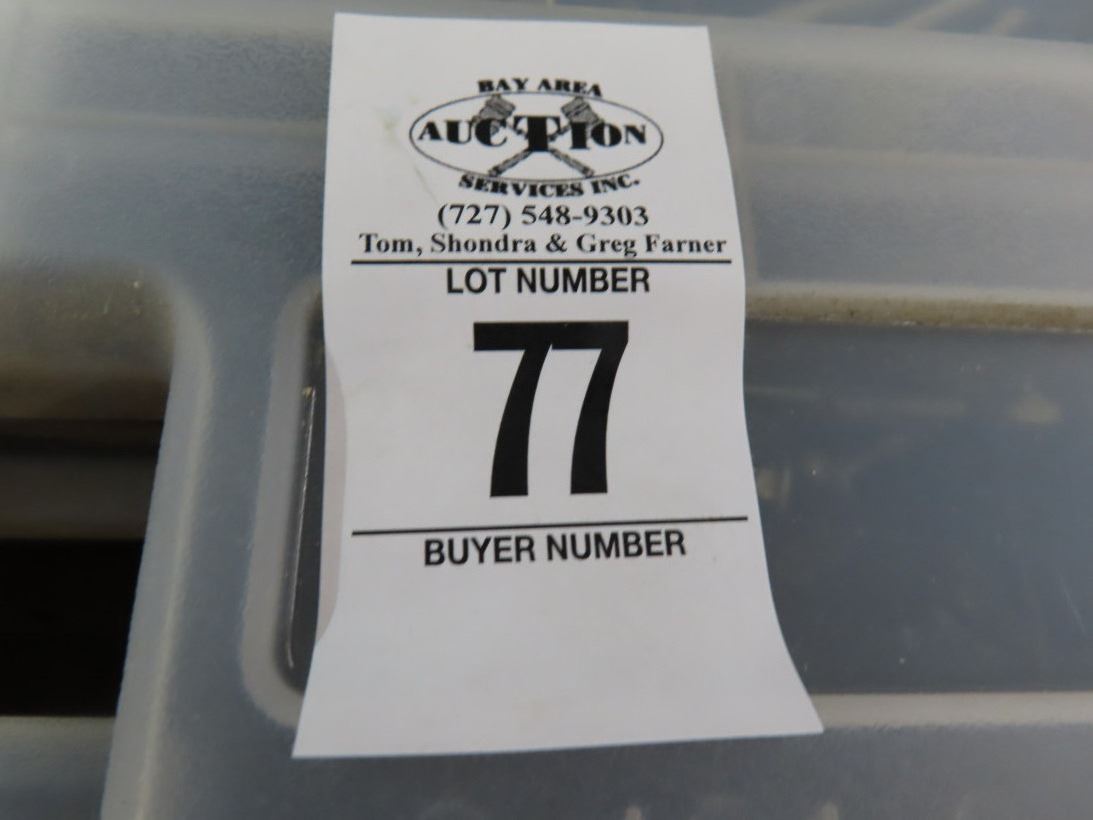 BAY AREA
AUCTION
SERVICES INC.
(727) 548-9303
Tom, Shondra & Greg Farner
LOT NUMBER
77
BUYER NUMBER